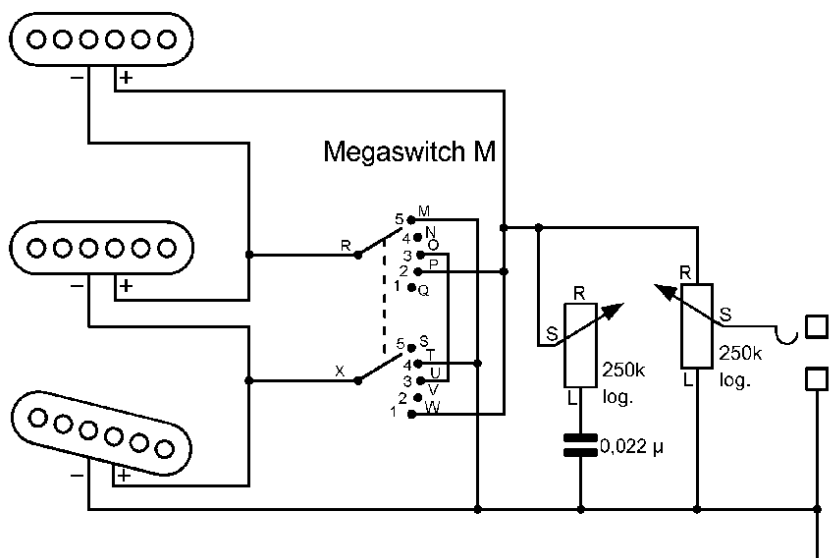 − +
Megaswitch M
− +
R
5 M
4 N
3 O
2 P
1 Q
X
5 S
4 T
3 U
2 V
1 W
− +
R
S
L
250k
log.
0,022 µ
R
S
L
250k
log.